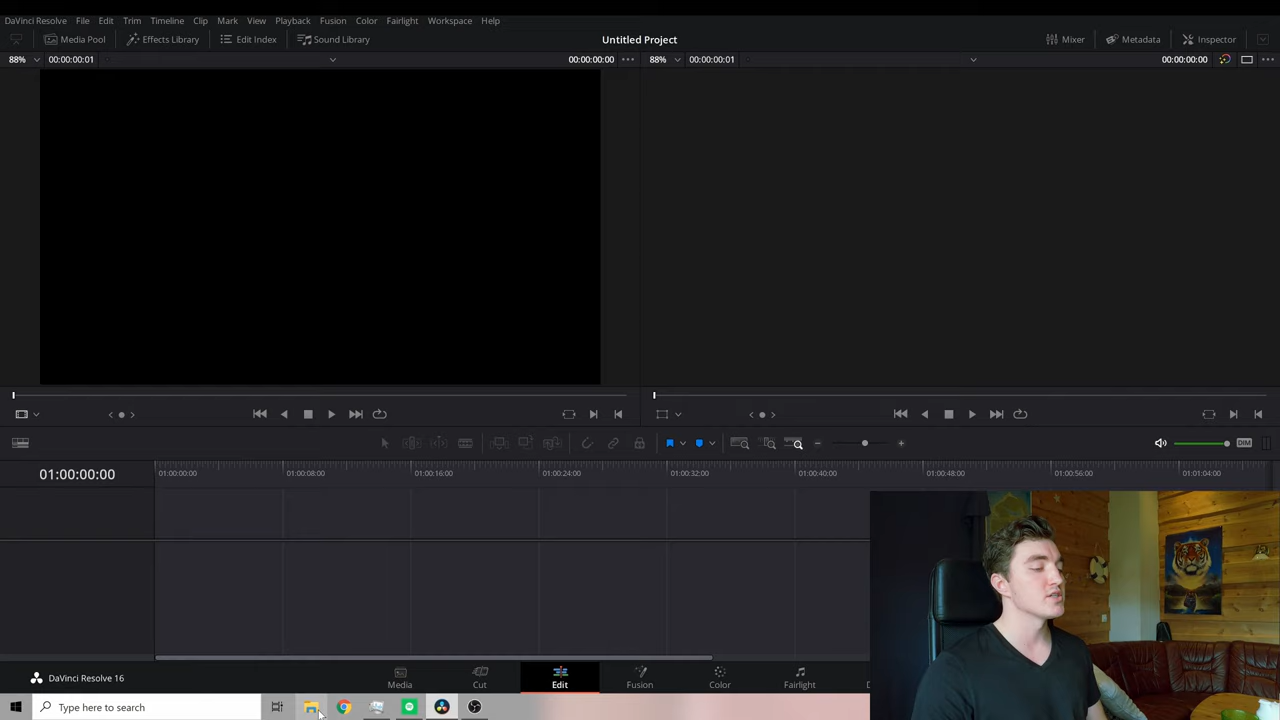 DaVinci Resolve File Edit Trim Timeline Clip Mark View Playback Fusion Color Fairlight Workspace Help
Media Pool Effects Library Edit Index Sound Library Untitled Project Mixer Metadata Inspector
88% 00:00:00:01 00:00:00:00 88% 00:00:00:01 00:00:00:00
DIM
01:00:00:00 01:00:00:00 01:00:08:00 01:00:16:00 01:00:24:00 01:00:32:00 01:00:40:00 01:00:48:00 01:00:56:00 01:01:04:00
DaVinci Resolve 16 Media Cut Edit Fusion Color Fairlight
Type here to search